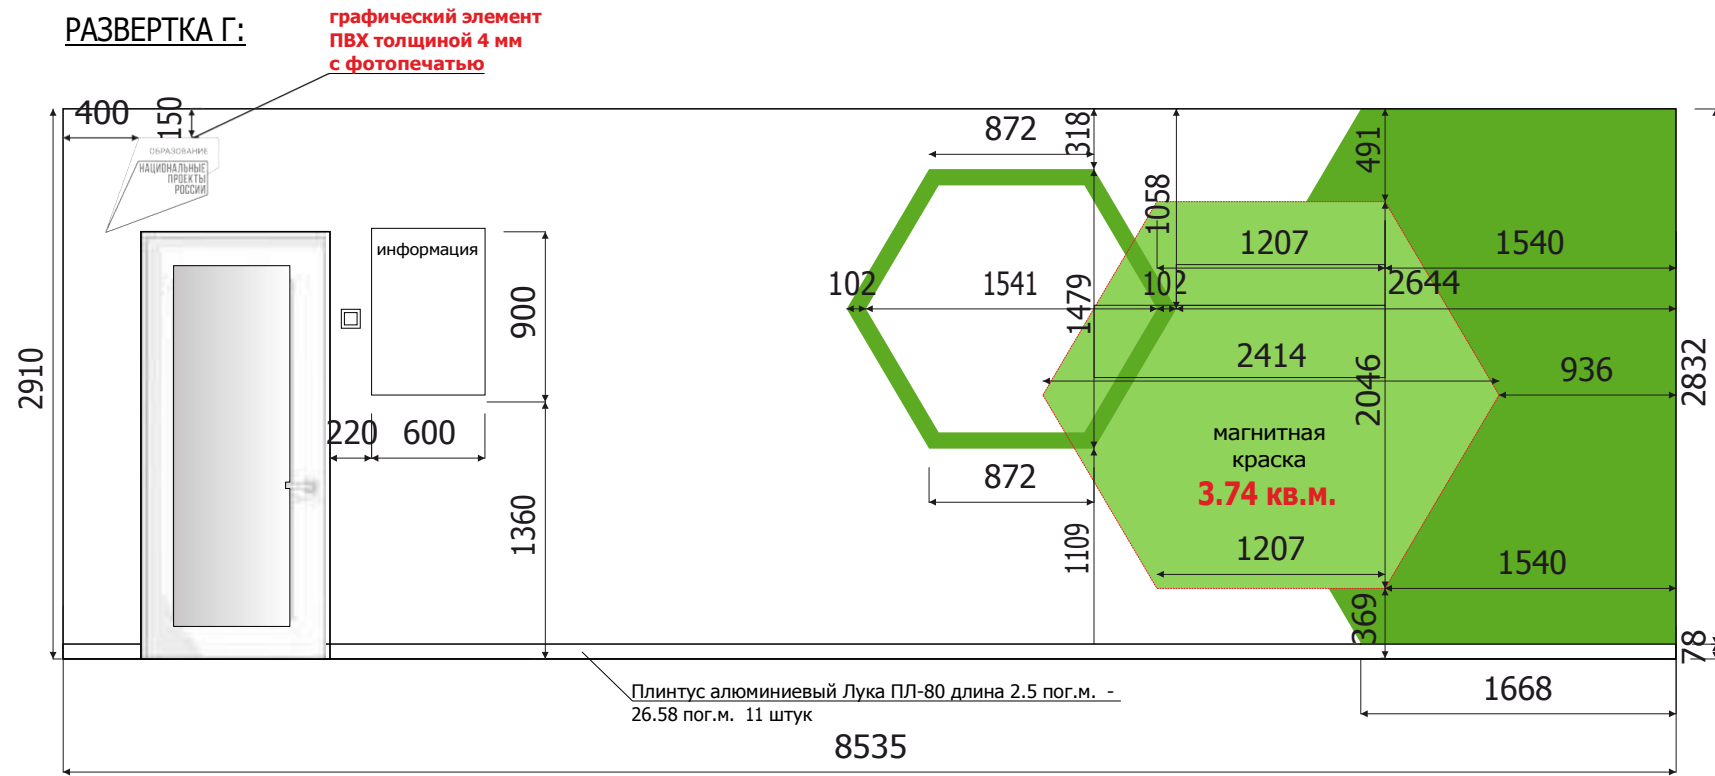 РАЗВЕРТКА Г:
графический элемент
ПВХ толщиной 4 мм
с фотопечатью
400
150
ОБРАЗОВАНИЕ
НАЦИОНАЛЬНЫЕ
ПРОЕКТЫ
РОССИИ
информация
872
318
1058
491
1207
1540
102
1541
1479
102
2644
900
2910
2414
2046
936
2832
220
600
магнитная
краска
3.74 кв.м.
872
1360
1109
1207
1540
369
78
Плинтус алюминиевый Лука ПЛ-80 длина 2.5 пог.м. -
26.58 пог.м. 11 штук
1668
8535